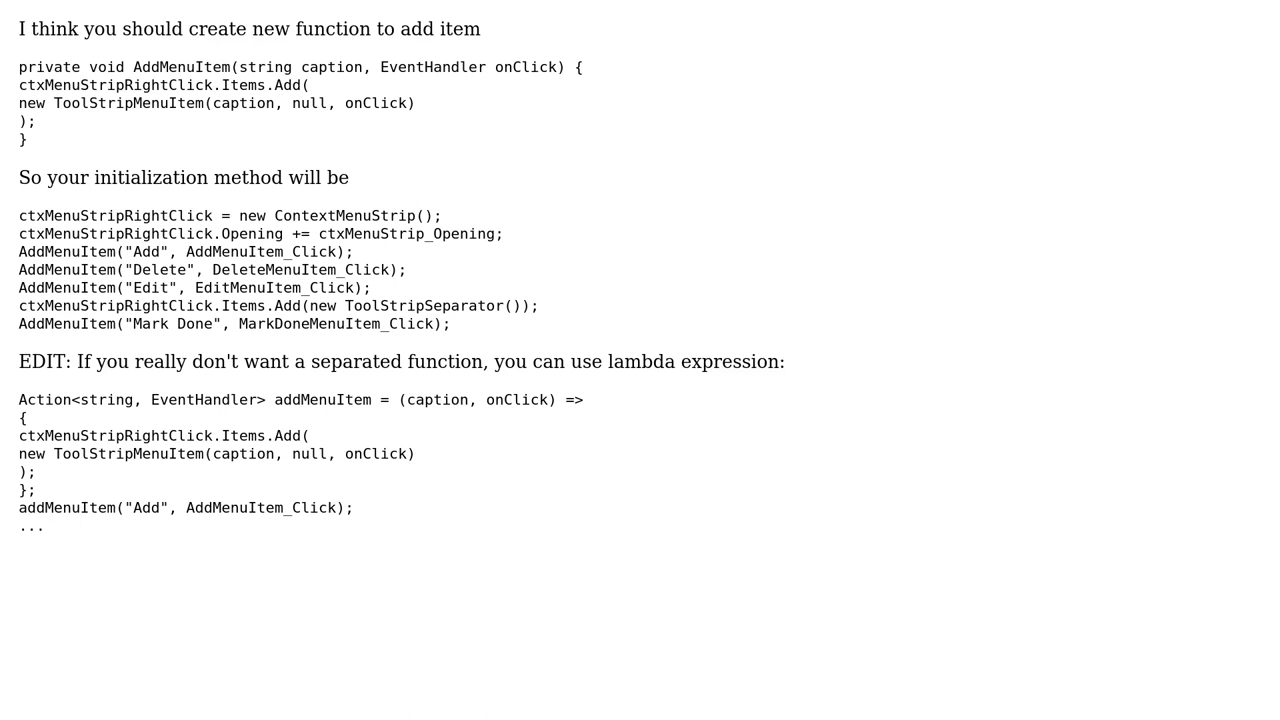 I think you should create new function to add item
private void AddMenuItem(string caption, EventHandler onClick) {
ctxMenuStripRightClick.Items.Add(
new ToolStripMenuItem(caption, null, onClick)
);
}
So your initialization method will be
ctxMenuStripRightClick = new ContextMenuStrip();
ctxMenuStripRightClick.Opening += ctxMenuStrip_Opening;
AddMenuItem("Add", AddMenuItem_Click);
AddMenuItem("Delete", DeleteMenuItem_Click);
AddMenuItem("Edit", EditMenuItem_Click);
ctxMenuStripRightClick.Items.Add(new ToolStripSeparator());
AddMenuItem("Mark Done", MarkDoneMenuItem_Click);
EDIT: If you really don't want a separated function, you can use lambda expression:
Action<string, EventHandler> addMenuItem = (caption, onClick) =>
{
ctxMenuStripRightClick.Items.Add(
new ToolStripMenuItem(caption, null, onClick)
);
};
addMenuItem("Add", AddMenuItem_Click);
...